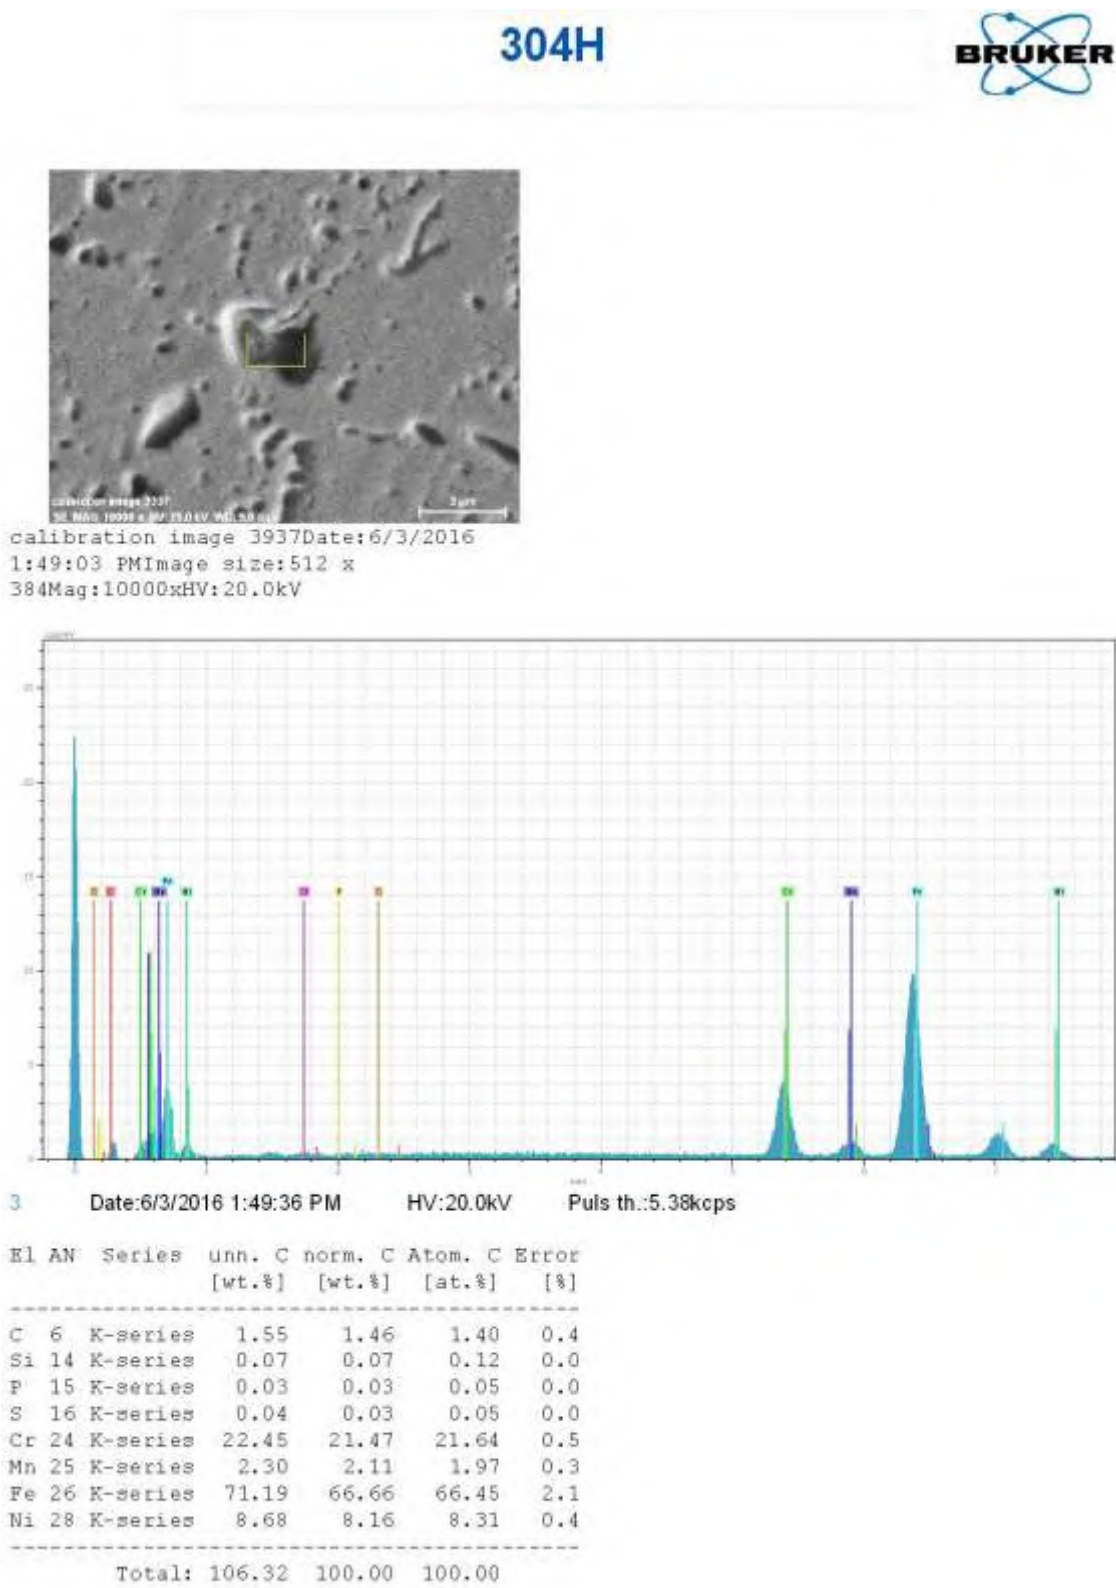 304H
BRUKER
calibration image 3937
3 µm
calibration image 3937Date:6/3/2016
1:49:03 PMImage size:512 x
384Mag:10000xHV:20.0kV
3 Date:6/3/2016 1:49:36 PM HV:20.0kV Puls th.:5.38kcps
El AN Series unn. C norm. C Atom. C Error
[wt.%] [wt.%] [at.%] [%]
---------------------------------------------
C 6 K-series 1.55 1.46 1.40 0.4
Si 14 K-series 0.07 0.07 0.12 0.0
P 15 K-series 0.03 0.03 0.05 0.0
S 16 K-series 0.04 0.03 0.05 0.0
Cr 24 K-series 22.45 21.47 21.64 0.5
Mn 25 K-series 2.30 2.11 1.97 0.3
Fe 26 K-series 71.19 66.66 66.45 2.1
Ni 28 K-series 8.68 8.16 8.31 0.4
---------------------------------------------
Total: 106.32 100.00 100.00